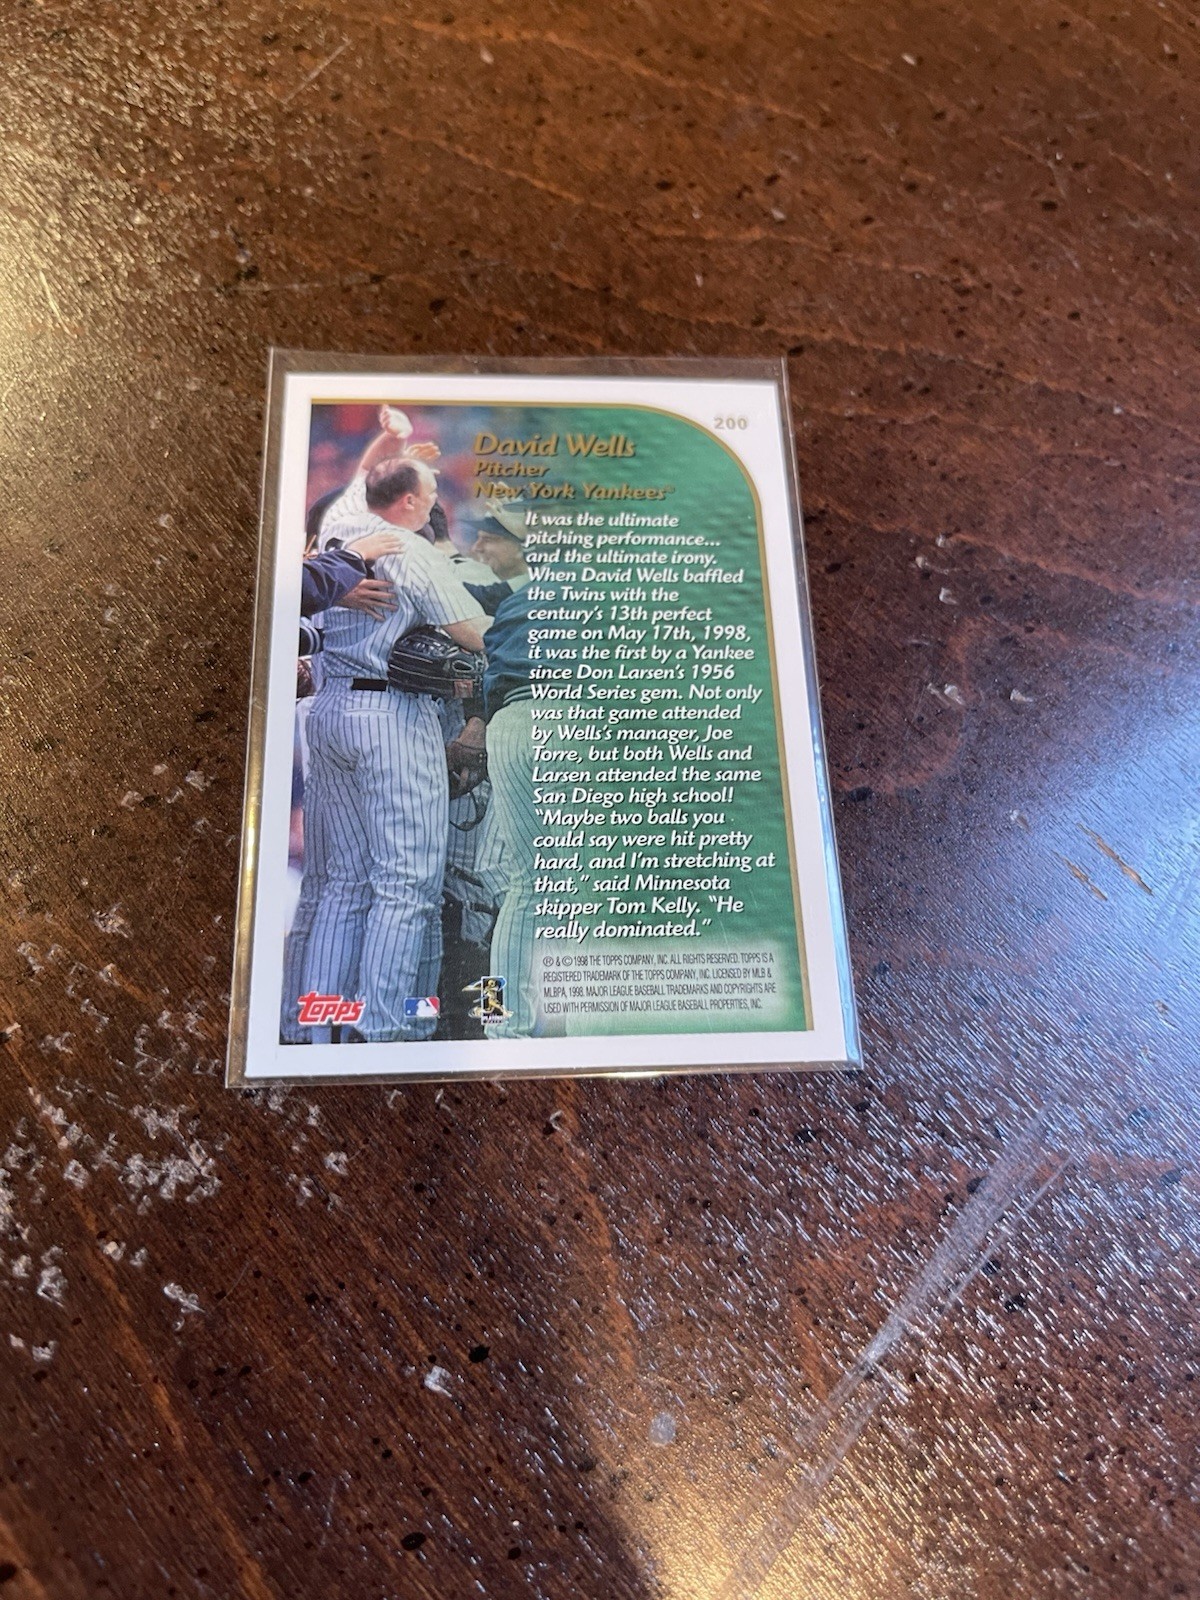 200
David Wells
Pitcher
New York Yankees®
It was the ultimate
pitching performance...
and the ultimate irony.
When David Wells baffled
the Twins with the
century's 13th perfect
game on May 17th, 1998,
it was the first by a Yankee
since Don Larsen's 1956
World Series gem. Not only
was that game attended
by Wells's manager, Joe
Torre, but both Wells and
Larsen attended the same
San Diego high school!
"Maybe two balls you
could say were hit pretty
hard, and I'm stretching at
that," said Minnesota
skipper Tom Kelly. "He
really dominated."
® & © 1998 THE TOPPS COMPANY, INC. ALL RIGHTS RESERVED. TOPPS IS A
REGISTERED TRADEMARK OF THE TOPPS COMPANY, INC. LICENSED BY MLB &
MLBPA, 1998. MAJOR LEAGUE BASEBALL TRADEMARKS AND COPYRIGHTS ARE
USED WITH PERMISSION OF MAJOR LEAGUE BASEBALL PROPERTIES, INC.
Topps